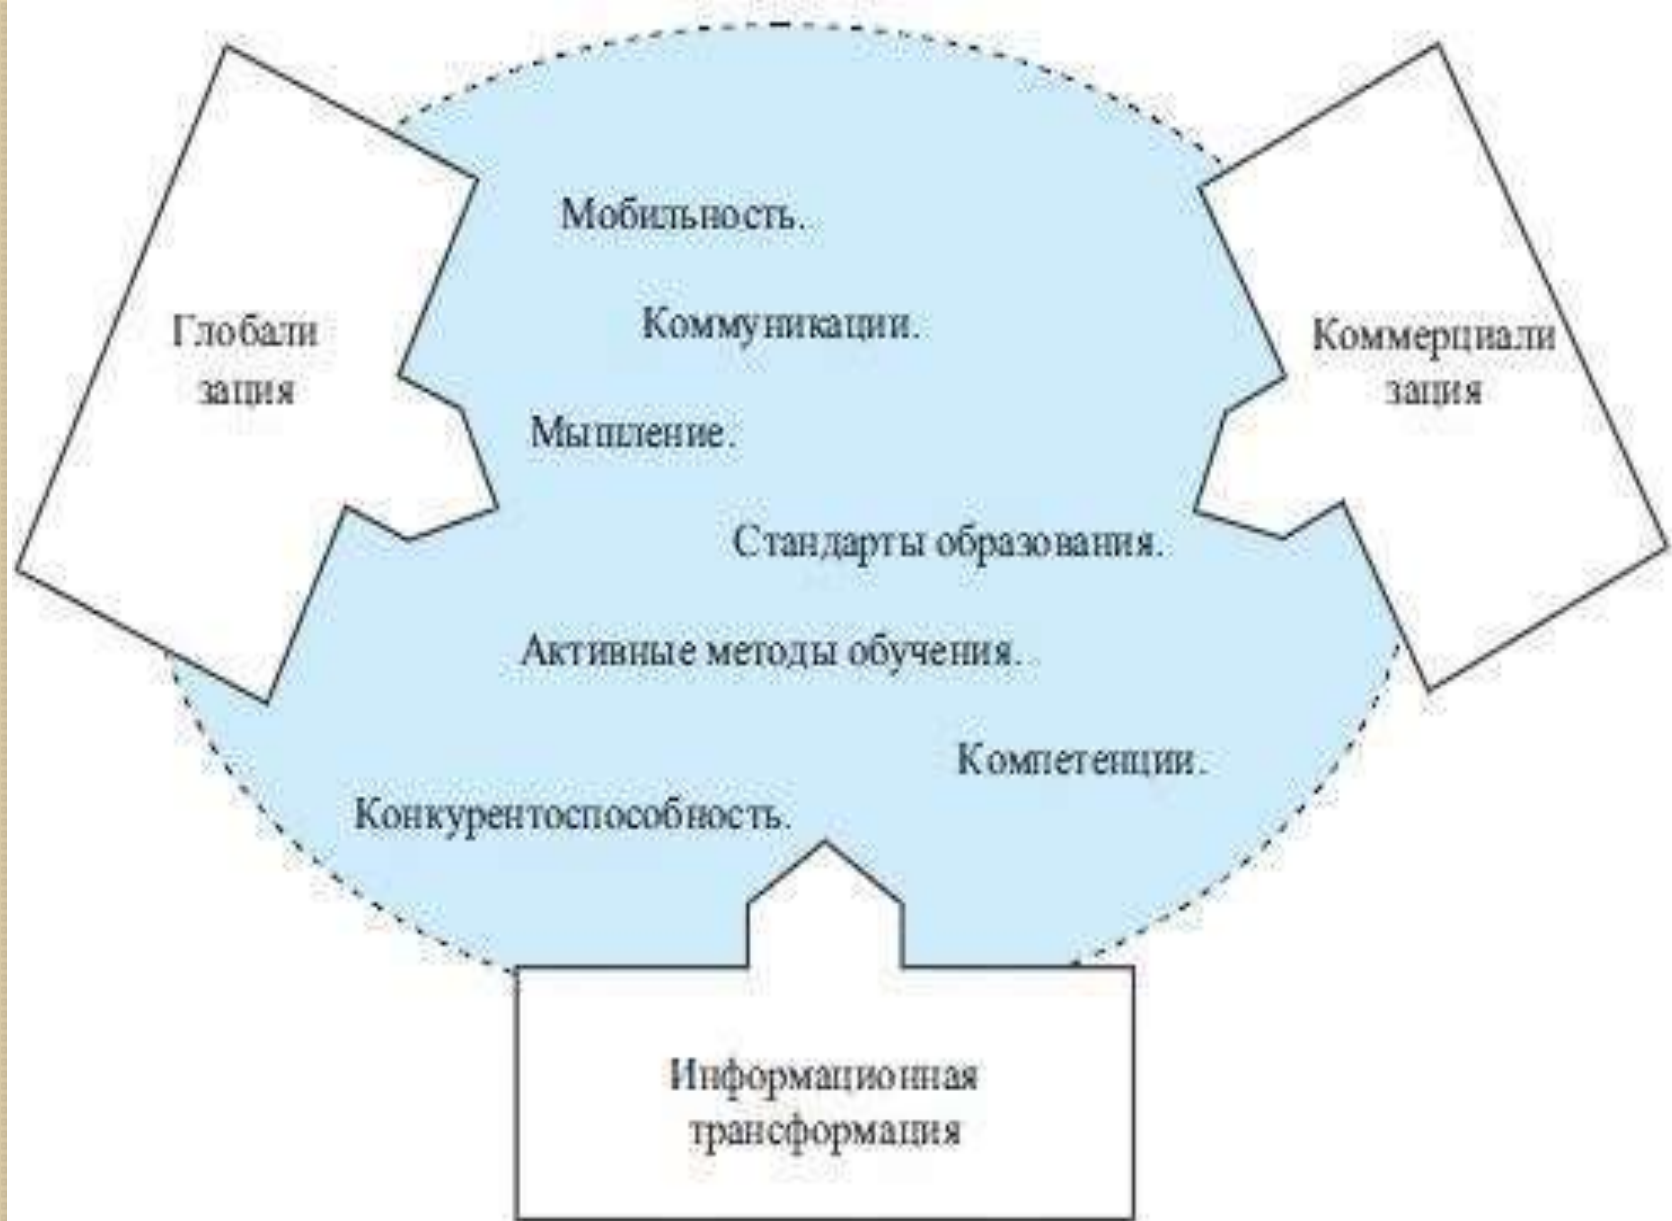 Мобильность.
Коммуникации.
Глобали
зация
Коммерциали
зация
Мышление.
Стандарты образования.
Активные методы обучения.
Компетенции.
Конкурентоспособность.
Информационная
трансформация